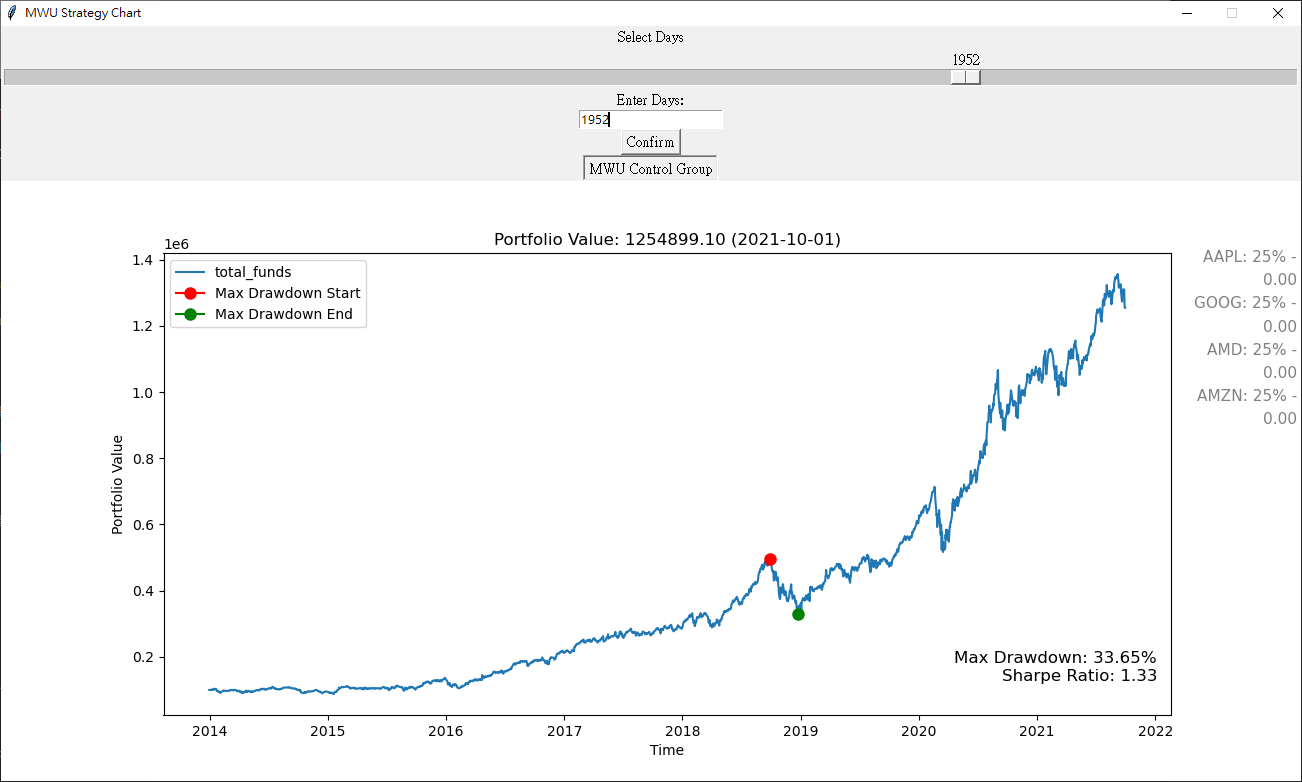 MWU Strategy Chart
Select Days
1952
Enter Days:
1952
Confirm
MWU Control Group
Portfolio Value: 1254899.10 (2021-10-01)
1e6
1.4
1.2
1.0
0.8
0.6
0.4
0.2
Portfolio Value
total_funds
Max Drawdown Start
Max Drawdown End
AAPL: 25% -
0.00
GOOG: 25% -
0.00
AMD: 25% -
0.00
AMZN: 25% -
0.00
Max Drawdown: 33.65%
Sharpe Ratio: 1.33
2014 2015 2016 2017 2018 2019 2020 2021 2022
Time